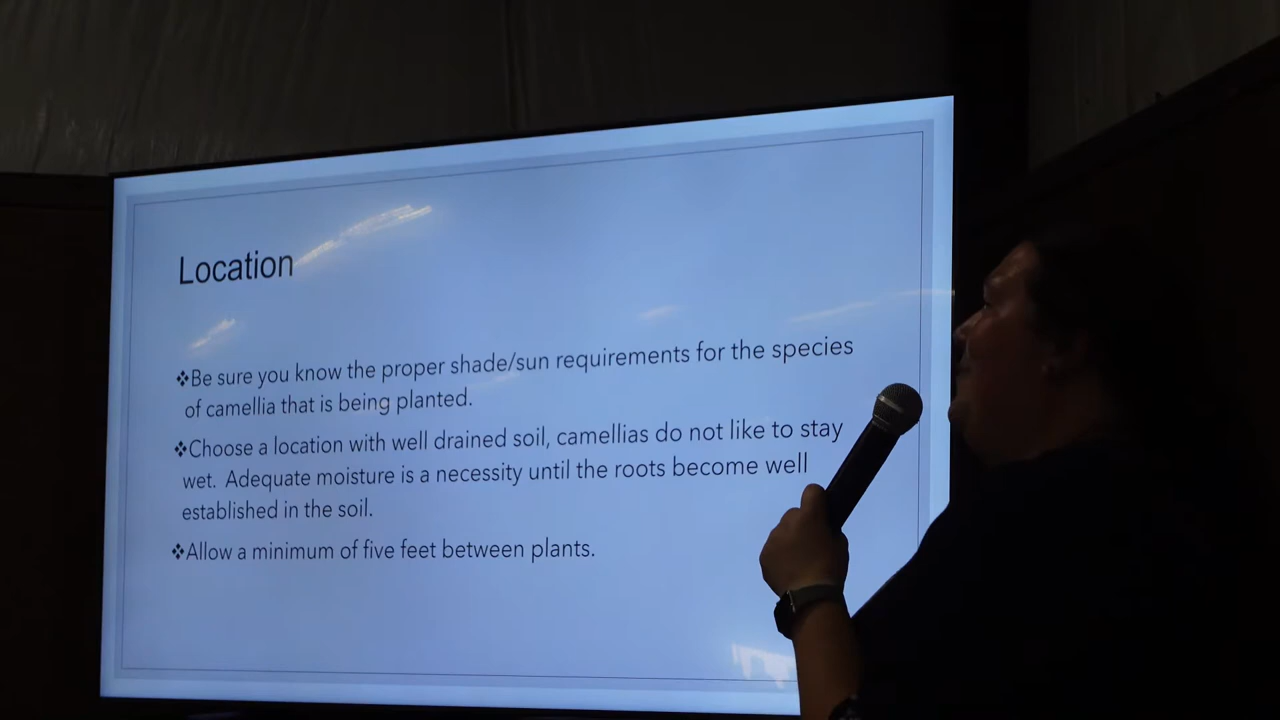 Location
❖Be sure you know the proper shade/sun requirements for the species
of camellia that is being planted.
❖Choose a location with well drained soil, camellias do not like to stay
wet. Adequate moisture is a necessity until the roots become well
established in the soil.
❖Allow a minimum of five feet between plants.